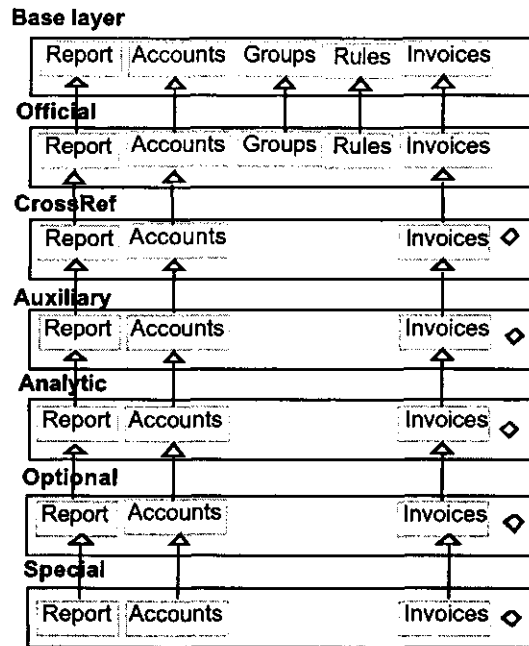 Base layer
Report Accounts Groups Rules Invoices
Official
Report Accounts Groups Rules Invoices
CrossRef
Report Accounts Invoices
Auxiliary
Report Accounts Invoices
Analytic
Report Accounts Invoices
Optional
Report Accounts Invoices
Special
Report Accounts Invoices